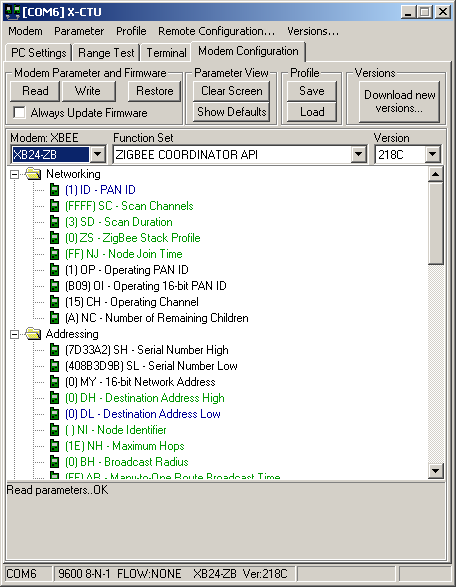 [COM6] X-CTU
Modem Parameter Profile Remote Configuration... Versions...
PC Settings Range Test Terminal Modem Configuration
Modem Parameter and Firmware Parameter View Profile Versions
Read Write Restore Clear Screen Save Download new versions...
Always Update Firmware Show Defaults Load
Modem: XBEE Function Set Version
XB24-ZB ZIGBEE COORDINATOR API 218C
Networking
(1) ID - PAN ID
(FFFF) SC - Scan Channels
(3) SD - Scan Duration
(0) ZS - ZigBee Stack Profile
(FF) NJ - Node Join Time
(1) OP - Operating PAN ID
(B09) OI - Operating 16-bit PAN ID
(15) CH - Operating Channel
(A) NC - Number of Remaining Children
Addressing
(7D33A2) SH - Serial Number High
(408B3D9B) SL - Serial Number Low
(0) MY - 16-bit Network Address
(0) DH - Destination Address High
(0) DL - Destination Address Low
( ) NI - Node Identifier
(1E) NH - Maximum Hops
(0) BH - Broadcast Radius
(FF) AR - Many-to-One Route Broadcast Time
Read parameters..OK
COM6 9600 8-N-1 FLOW:NONE XB24-ZB Ver:218C